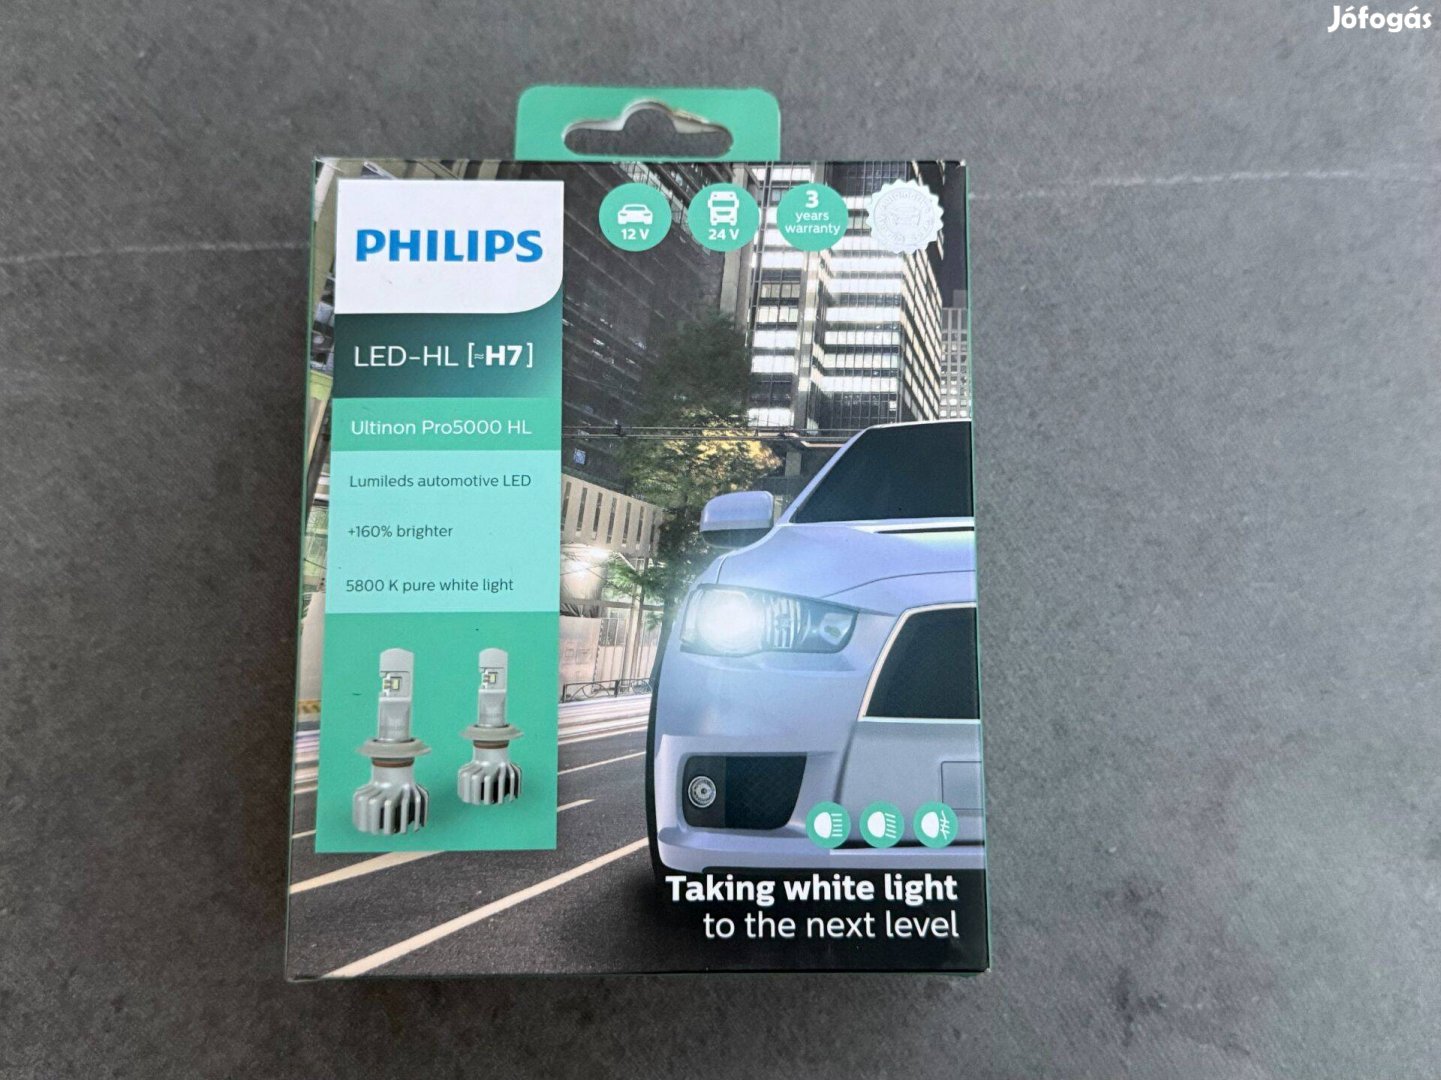 Jófogás
PHILIPS
12 V
24 V
3
years
warranty
LED-HL [≈H7]
Ultinon Pro5000 HL
Lumileds automotive LED
+160% brighter
5800 K pure white light
Taking white light
to the next level